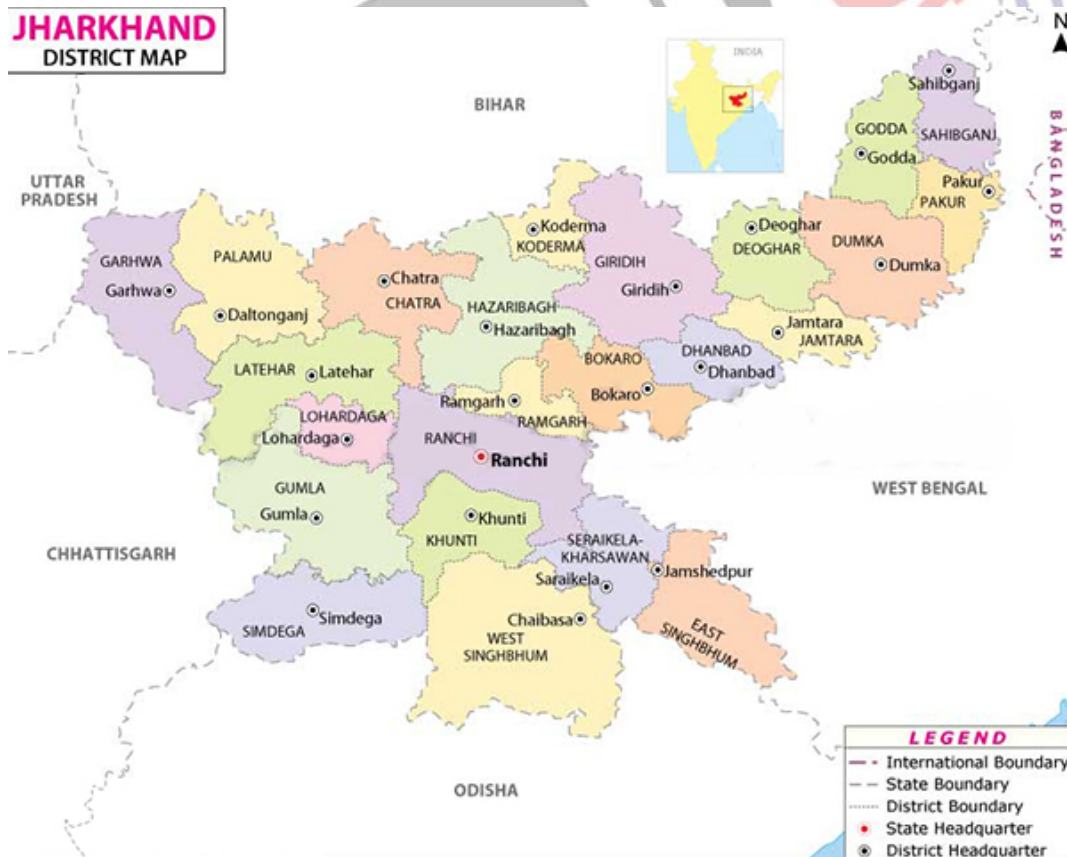 JHARKHAND
DISTRICT MAP
N
INDIA
BIHAR
UTTAR
PRADESH
BANGLADESH
Sahibganj
SAHIBGANJ
GODDA
Godda
Pakur
PAKUR
Koderma
KODERMA
Deoghar
DEOGHAR
DUMKA
Dumka
GARHWA
Garhwa
PALAMU
Daltonganj
Chatra
CHATRA
GIRIDIH
Giridih
HAZARIBAGH
Hazaribagh
Jamtara
JAMTARA
DHANBAD
Dhanbad
BOKARO
Bokaro
LATEHAR
Latehar
Ramgarh
RAMGARH
LOHARDAGA
Lohardaga
RANCHI
Ranchi
WEST BENGAL
GUMLA
Gumla
Khunti
KHUNTI
CHHATTISGARH
SERAIKELA-
KHARSAWAN
Saraikela
Jamshedpur
Simdega
SIMDEGA
Chaibasa
WEST
SINGHBHUM
EAST
SINGHBHUM
ODISHA
LEGEND
International Boundary
State Boundary
District Boundary
State Headquarter
District Headquarter